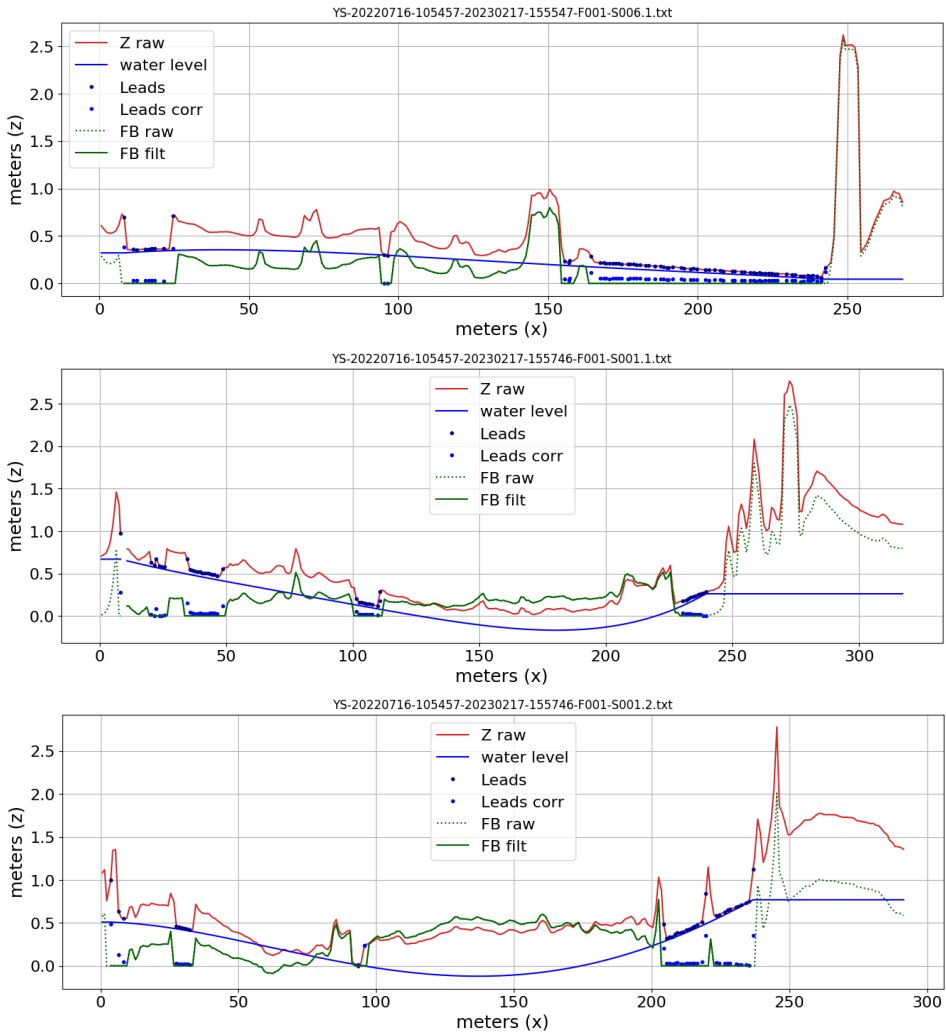 YS-20220716-105457-20230217-155547-F001-S006.1.txt
Z raw
water level
Leads
Leads corr
FB raw
FB filt
meters (z)
2.5
2.0
1.5
1.0
0.5
0.0
0 50 100 150 200 250
meters (x)
YS-20220716-105457-20230217-155746-F001-S001.1.txt
Z raw
water level
Leads
Leads corr
FB raw
FB filt
meters (z)
2.5
2.0
1.5
1.0
0.5
0.0
0 50 100 150 200 250 300
meters (x)
YS-20220716-105457-20230217-155746-F001-S001.2.txt
Z raw
water level
Leads
Leads corr
FB raw
FB filt
meters (z)
2.5
2.0
1.5
1.0
0.5
0.0
0 50 100 150 200 250 300
meters (x)